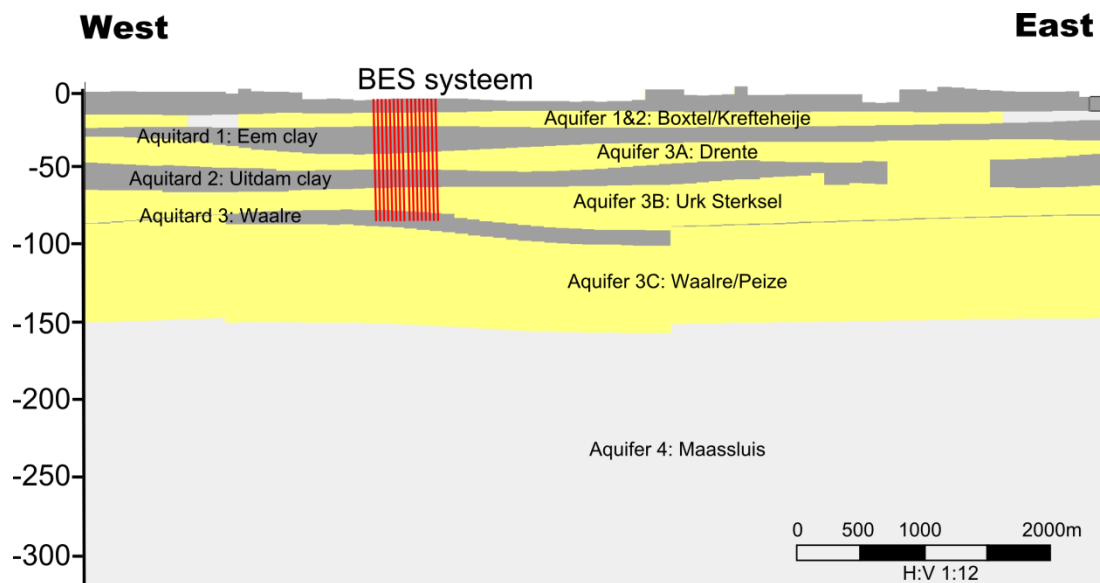 West
East
BES systeem
0
-50
-100
-150
-200
-250
-300
Aquifer 1&2: Boxtel/Krefteheije
Aquitard 1: Eem clay
Aquifer 3A: Drente
Aquitard 2: Uitdam clay
Aquifer 3B: Urk Sterksel
Aquitard 3: Waalre
Aquifer 3C: Waalre/Peize
Aquifer 4: Maassluis
0 500 1000 2000m
H:V 1:12